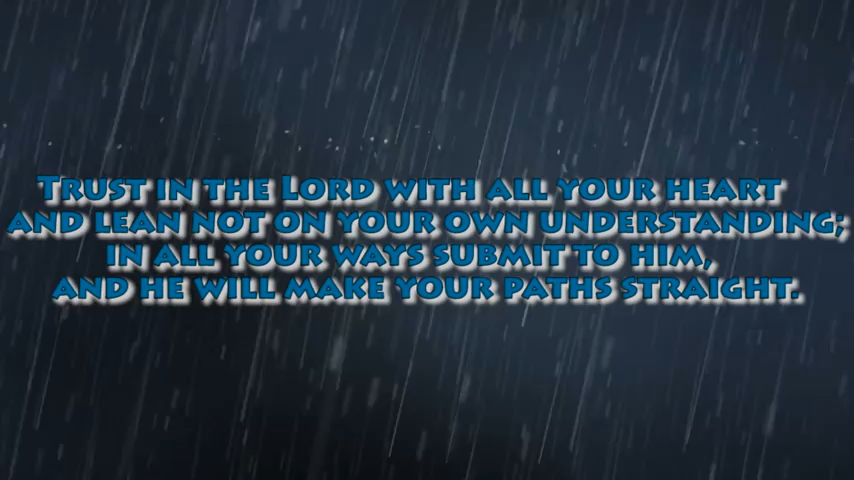 Trust in the Lord with all your heart
and lean not on your own understanding;
in all your ways submit to him,
and he will make your paths straight.